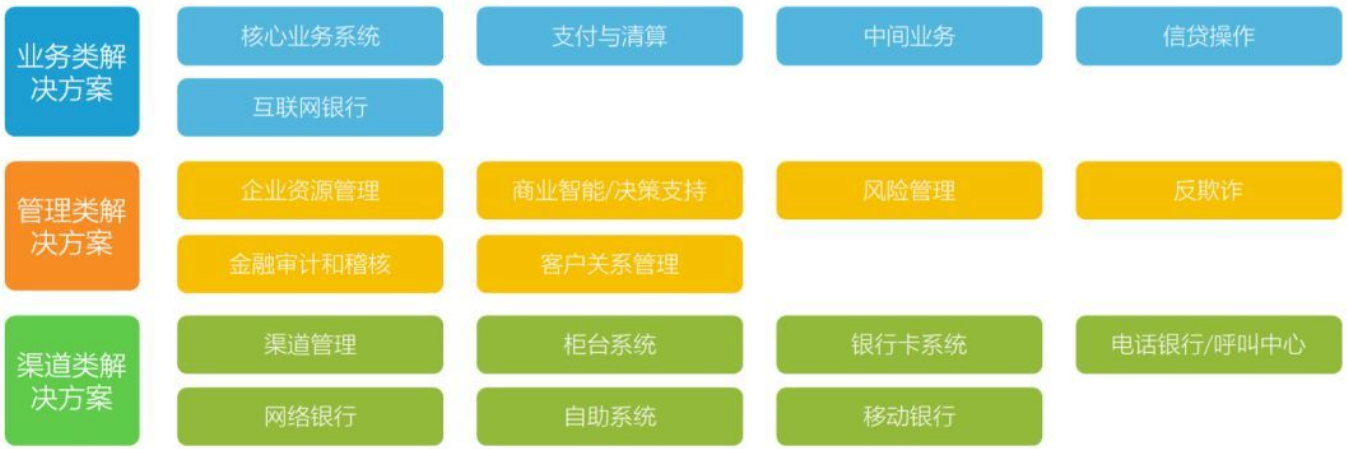 业务类解
决方案
核心业务系统
支付与清算
中间业务
信贷操作
互联网银行
管理类解
决方案
企业资源管理
商业智能/决策支持
风险管理
反欺诈
金融审计和稽核
客户关系管理
渠道类解
决方案
渠道管理
柜台系统
银行卡系统
电话银行/呼叫中心
网络银行
自助系统
移动银行